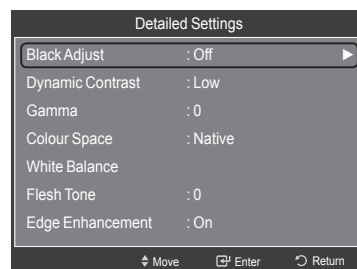 Detailed Settings
Black Adjust : Off ►
Dynamic Contrast : Low
Gamma : 0
Colour Space : Native
White Balance
Flesh Tone : 0
Edge Enhancement : On
Move Enter Return